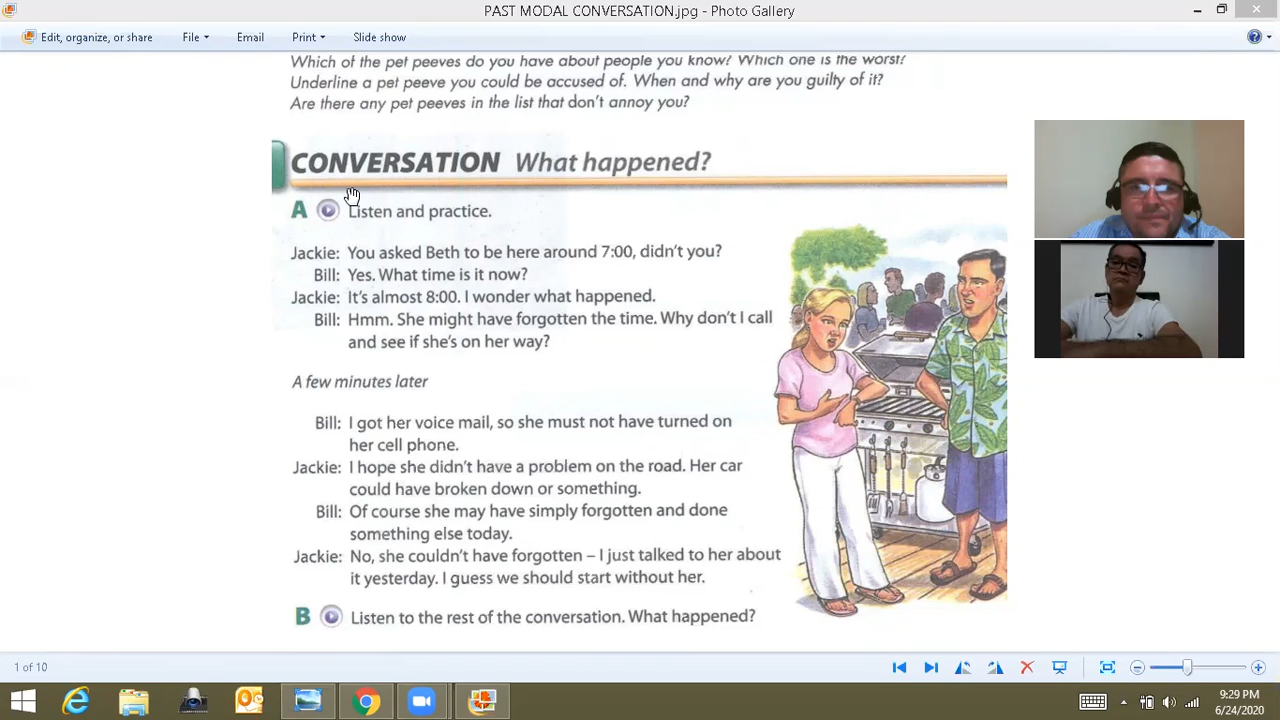 PAST MODAL CONVERSATION.jpg - Photo Gallery
Edit, organize, or share File Email Print Slide show
Which of the pet peeves do you have about people you know? Which one is the worst?
Underline a pet peeve you could be accused of. When and why are you guilty of it?
Are there any pet peeves in the list that don't annoy you?
CONVERSATION What happened?
A Listen and practice.
Jackie: You asked Beth to be here around 7:00, didn't you?
Bill: Yes. What time is it now?
Jackie: It's almost 8:00. I wonder what happened.
Bill: Hmm. She might have forgotten the time. Why don't I call
and see if she's on her way?
A few minutes later
Bill: I got her voice mail, so she must not have turned on
her cell phone.
Jackie: I hope she didn't have a problem on the road. Her car
could have broken down or something.
Bill: Of course she may have simply forgotten and done
something else today.
Jackie: No, she couldn't have forgotten – I just talked to her about
it yesterday. I guess we should start without her.
B Listen to the rest of the conversation. What happened?
1 of 10
9:29 PM
6/24/2020